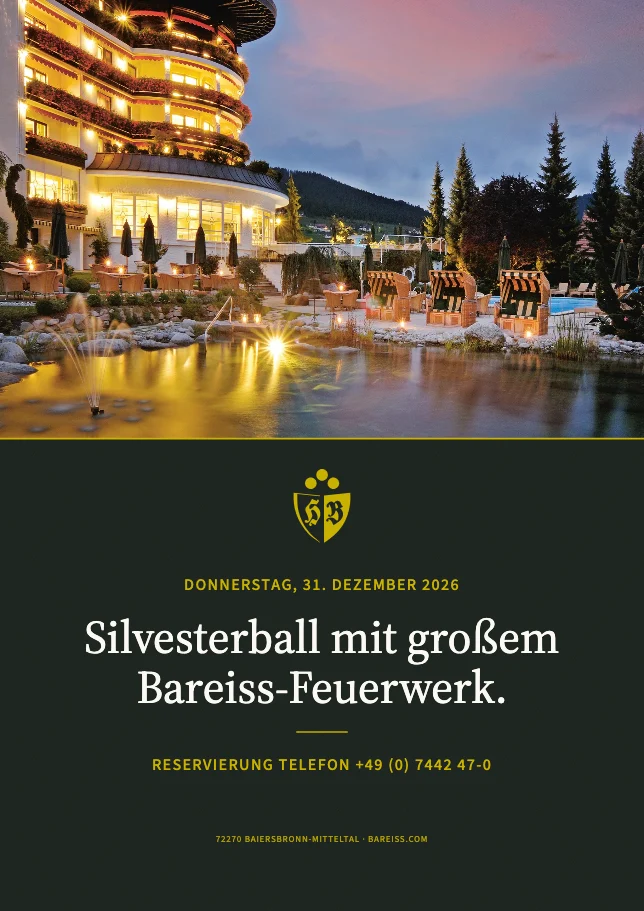 HB
DONNERSTAG, 31. DEZEMBER 2026
Silvesterball mit großem
Bareiss-Feuerwerk.
RESERVIERUNG TELEFON +49 (0) 7442 47-0
72270 BAIERSBRONN-MITTELTAL · BAREISS.COM